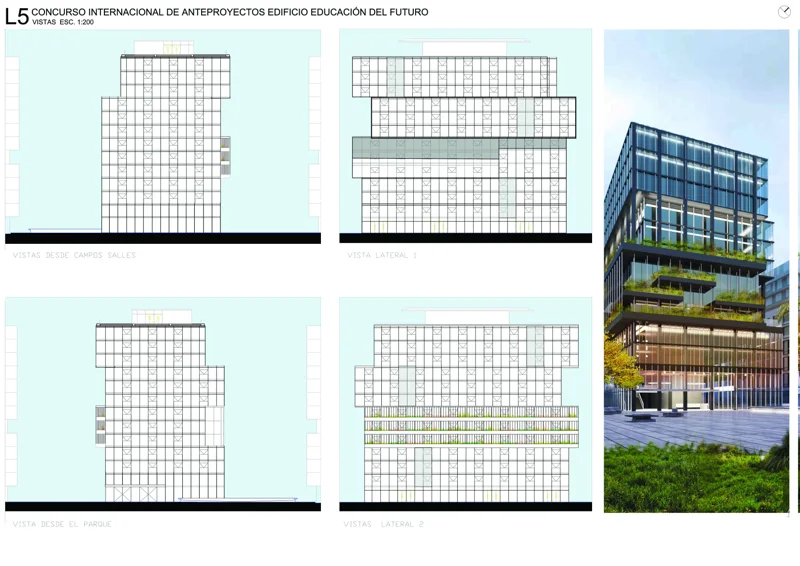 L5 CONCURSO INTERNACIONAL DE ANTEPROYECTOS EDIFICIO EDUCACIÓN DEL FUTURO
VISTAS ESC. 1:200
VISTAS DESDE CAMPOS SALLES
VISTA LATERAL 1
VISTA DESDE EL PARQUE
VISTAS LATERAL 2